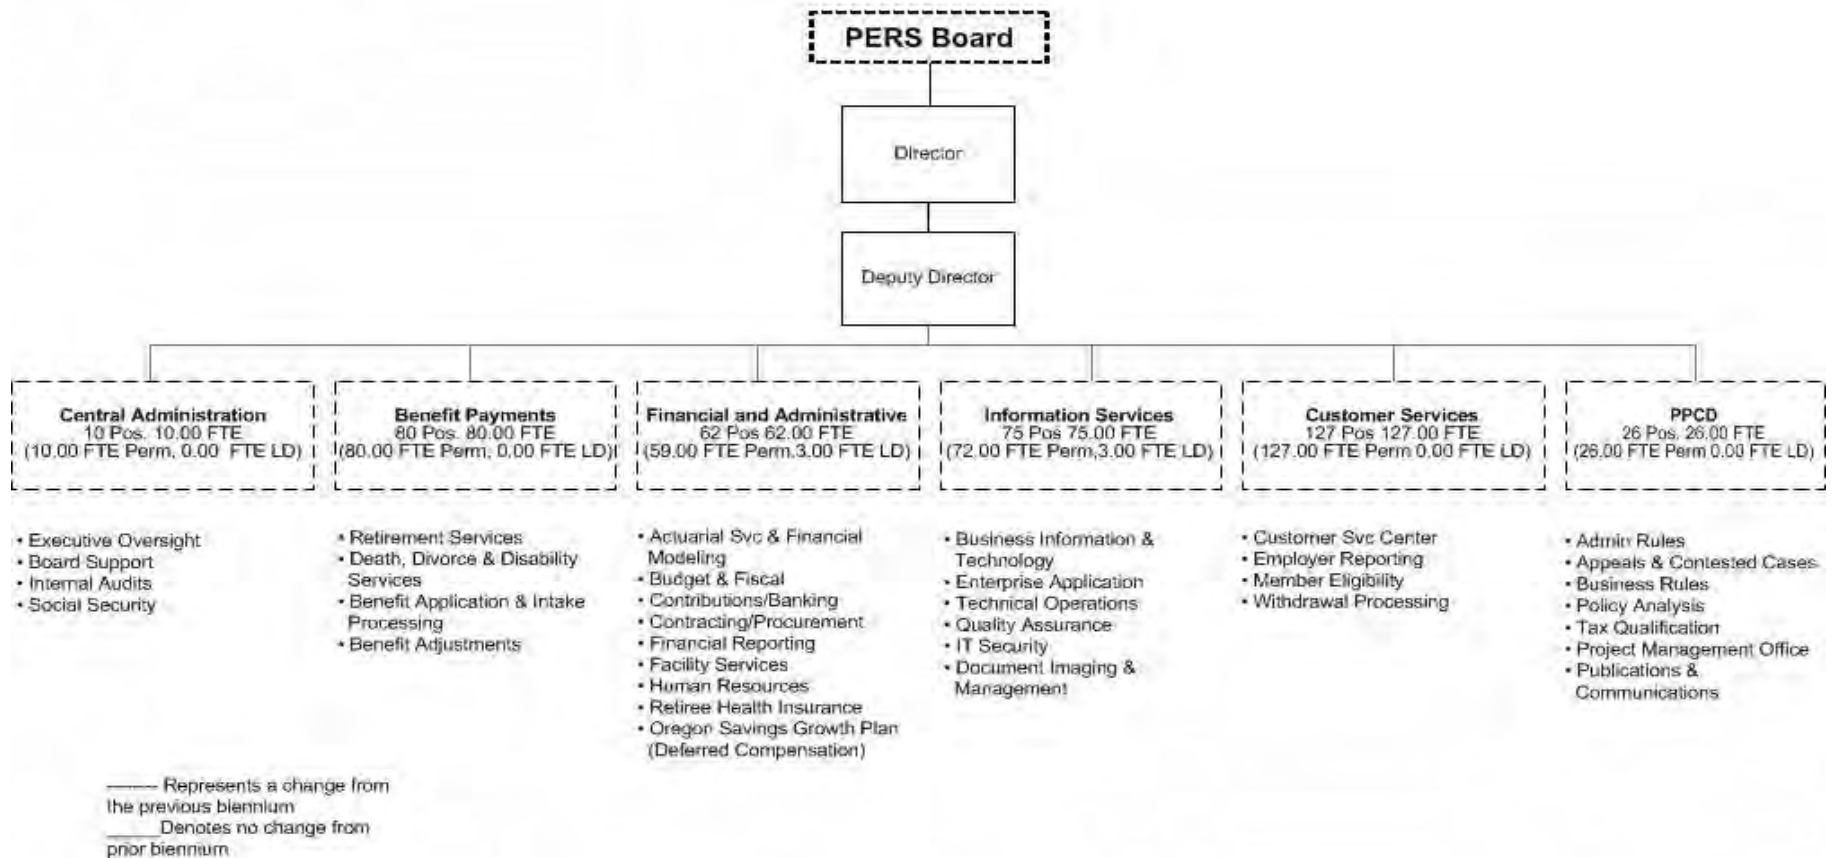 PERS Board
Director
Deputy Director
Central Administration
10 Pos. 10.00 FTE
(10.00 FTE Perm, 0.00 FTE LD)
Benefit Payments
80 Pos. 80.00 FTE
(80.00 FTE Perm, 0.00 FTE LD)
Financial and Administrative
62 Pos 62.00 FTE
(59.00 FTE Perm,3.00 FTE LD)
Information Services
75 Pos 75.00 FTE
(72.00 FTE Perm,3.00 FTE LD)
Customer Services
127 Pos 127.00 FTE
(127.00 FTE Perm 0.00 FTE LD)
PPCD
26 Pos. 26.00 FTE
(26.00 FTE Perm 0.00 FTE LD)
• Executive Oversight
• Board Support
• Internal Audits
• Social Security
• Retirement Services
• Death, Divorce & Disability
Services
• Benefit Application & Intake
Processing
• Benefit Adjustments
• Actuarial Svc & Financial
Modeling
• Budget & Fiscal
• Contributions/Banking
• Contracting/Procurement
• Financial Reporting
• Facility Services
• Human Resources
• Retiree Health Insurance
• Oregon Savings Growth Plan
(Deferred Compensation)
• Business Information &
Technology
• Enterprise Application
• Technical Operations
• Quality Assurance
• IT Security
• Document Imaging &
Management
• Customer Svc Center
• Employer Reporting
• Member Eligibility
• Withdrawal Processing
• Admin Rules
• Appeals & Contested Cases
• Business Rules
• Policy Analysis
• Tax Qualification
• Project Management Office
• Publications &
Communications
------- Represents a change from
the previous biennium
_____Denotes no change from
prior biennium